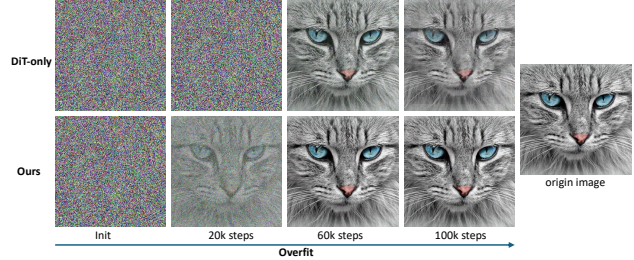 DiT-only
Ours
origin image
Init
20k steps
60k steps
100k steps
Overfit